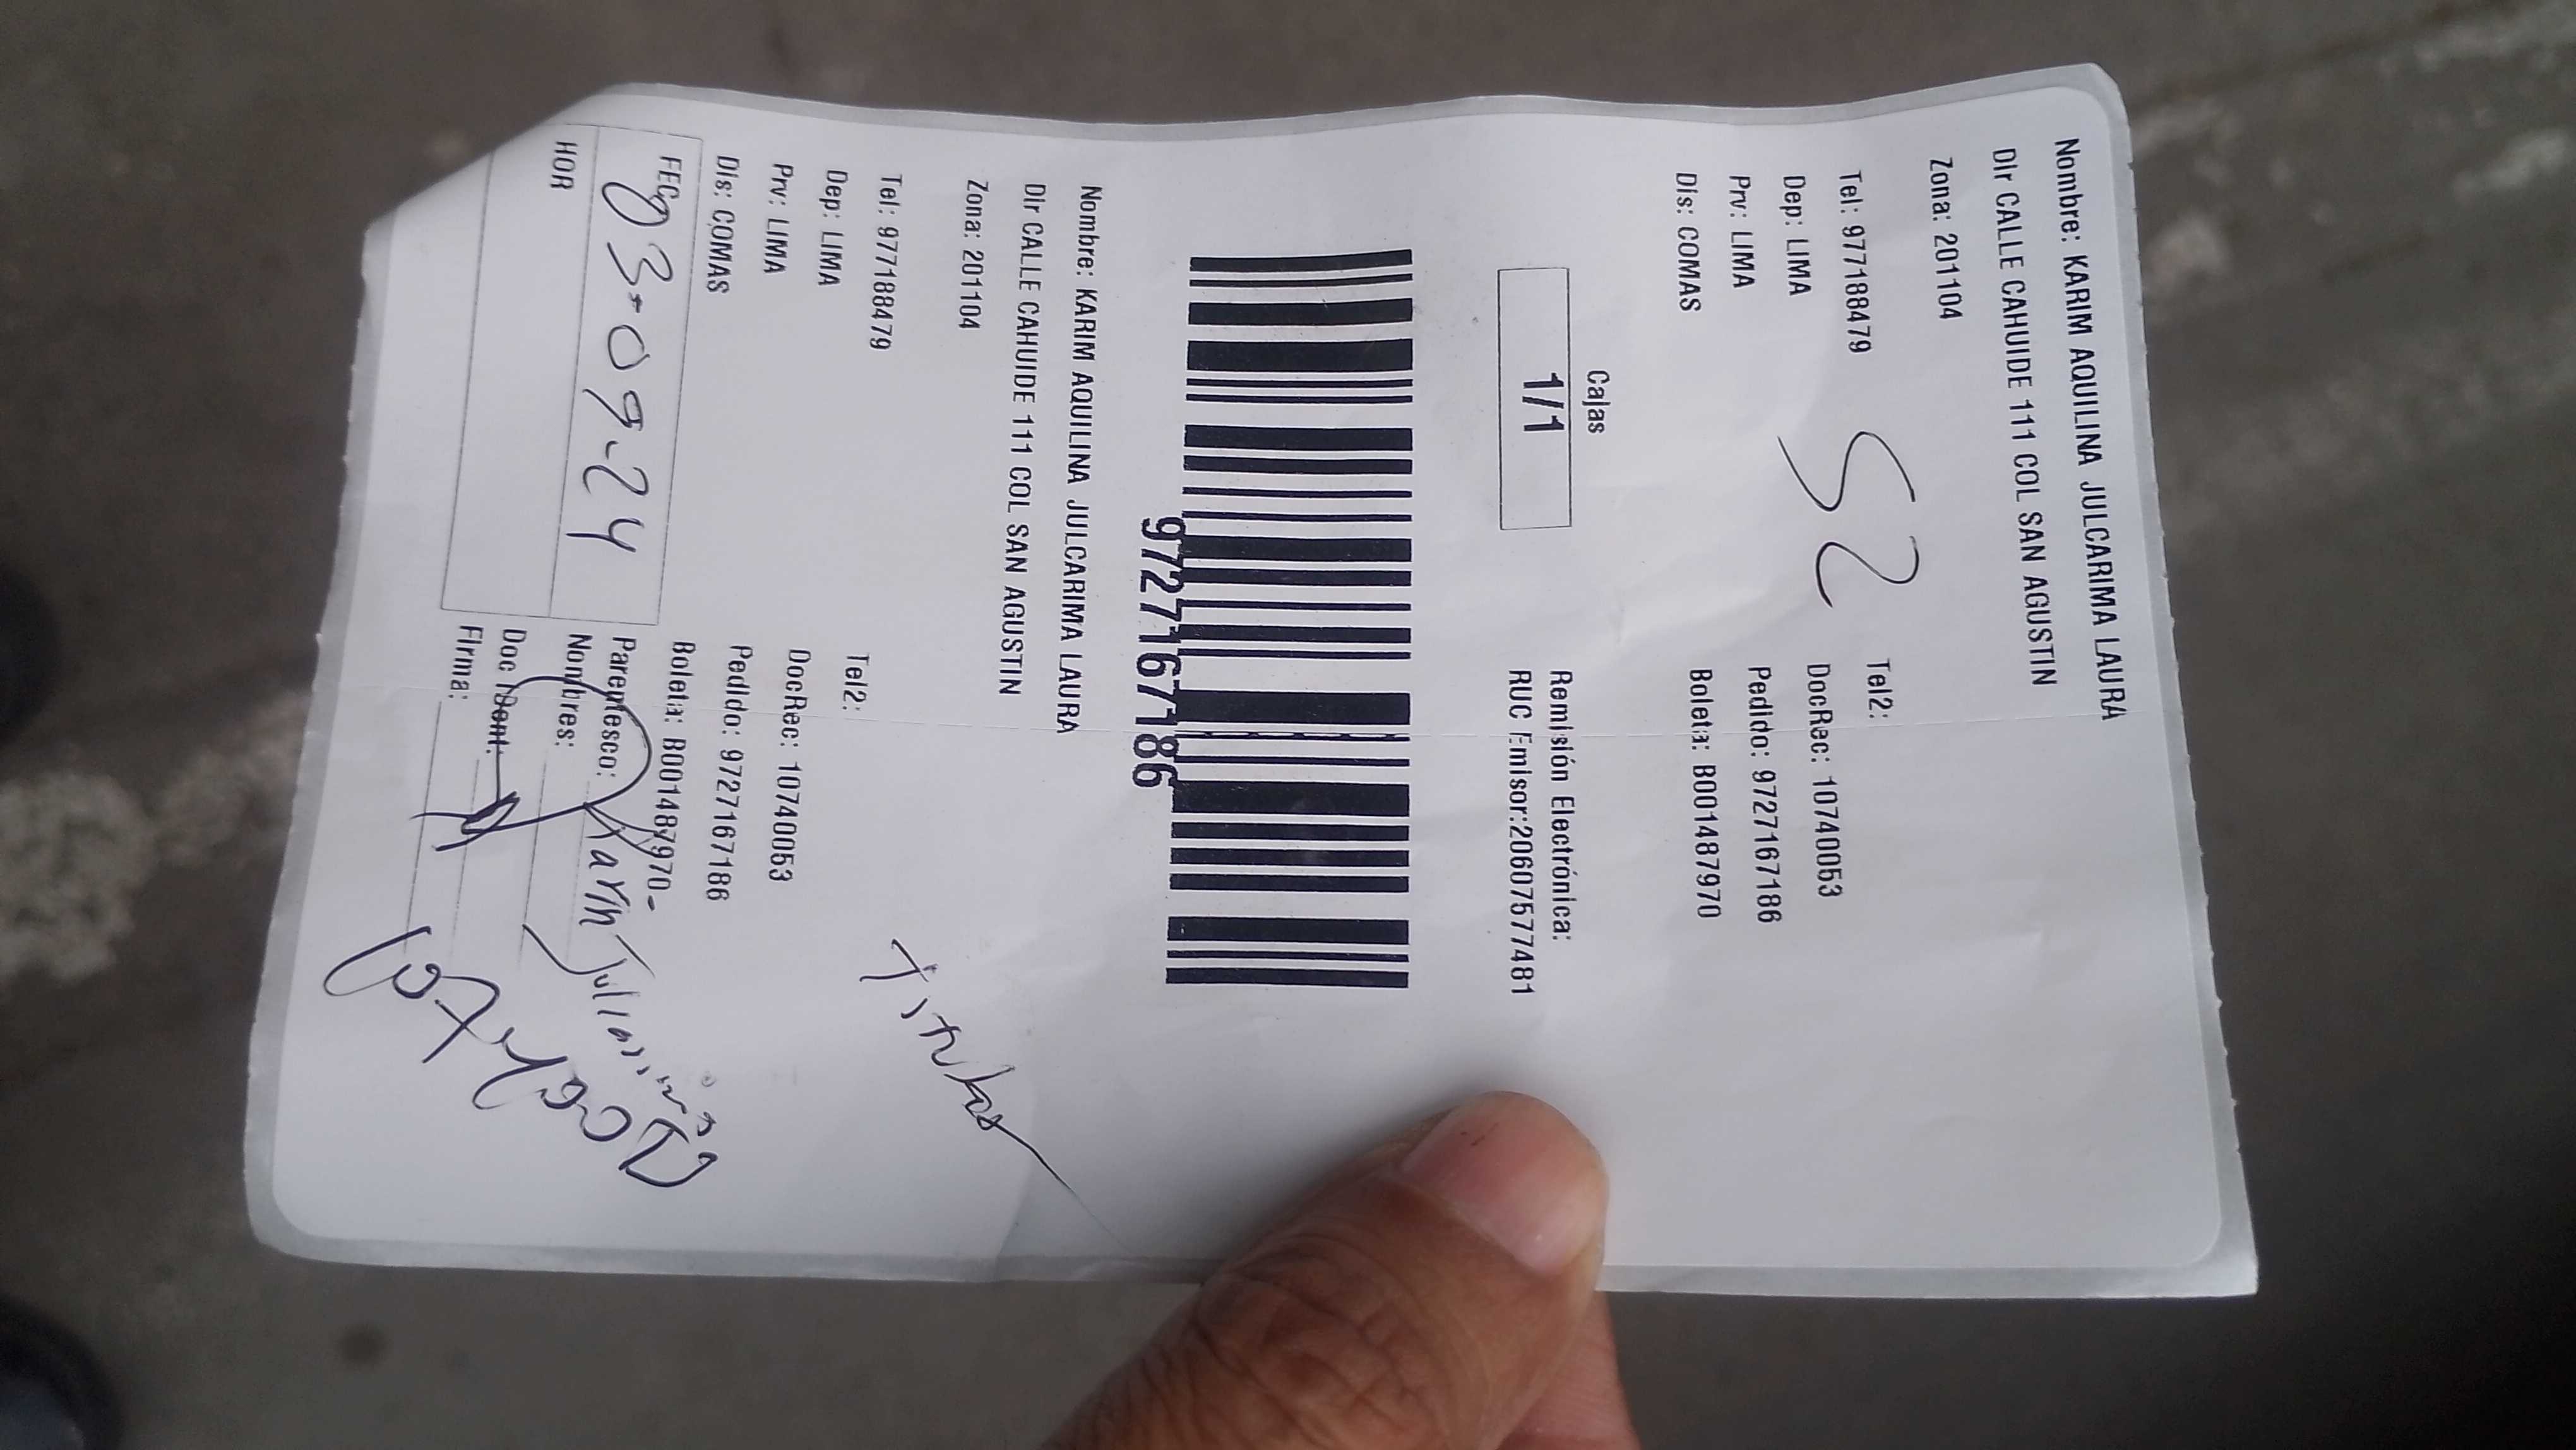 Nombre: KARIM AQUILINA JULCARIMA LAURA
Dir CALLE CAHUIDE 111 COL SAN AGUSTIN
Zona: 201104
Tel: 977188479
Tel2:
Dep: LIMA
DocRec: 10740053
Prv: LIMA
Pedido: 9727167186
Dis: COMAS
Boleta: B001487970
52
Cajas
1/1
Remisión Electrónica:
RUC Emisor:20607577481
9727167186
Nombre: KARIM AQUILINA JULCARIMA LAURA
Dir CALLE CAHUIDE 111 COL SAN AGUSTIN
Zona: 201104
Tel: 977188479
Tel2:
Dep: LIMA
DocRec: 10740053
Prv: LIMA
Pedido: 9727167186
Dis: COMAS
Boleta: B001487970-
Titular
FEC 03-09-24
Parentesco:
HOR
Nombres: Karin
Doc Ident:
Firma: